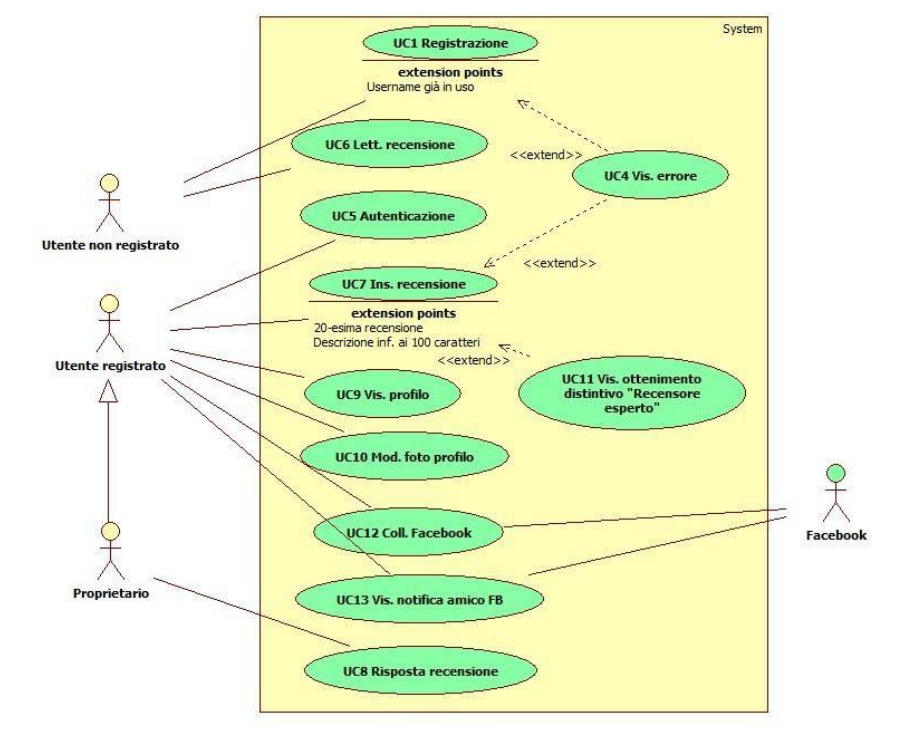 System
UC1 Registrazione
extension points
Username già in uso
UC6 Lett. recensione
<<extend>>
UC4 Vis. errore
Utente non registrato
UC5 Autenticazione
<<extend>>
UC7 Ins. recensione
extension points
20-esima recensione
Descrizione inf. ai 100 caratteri
<<extend>>
Utente registrato
UC11 Vis. ottenimento
distintivo "Recensore
esperto"
UC9 Vis. profilo
UC10 Mod. foto profilo
UC12 Coll. Facebook
Facebook
Proprietario
UC13 Vis. notifica amico FB
UC8 Risposta recensione